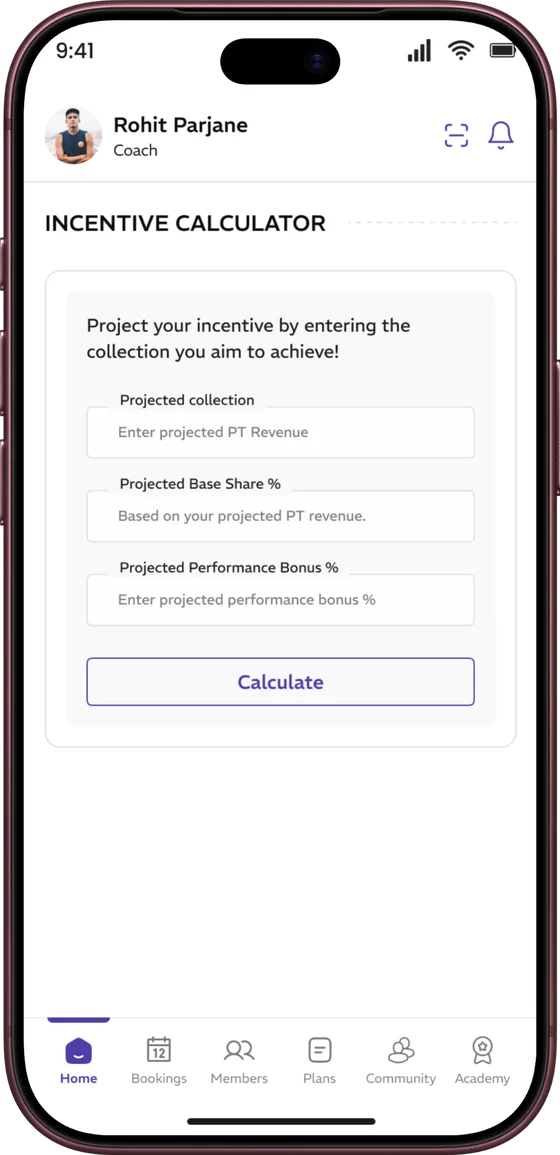 9:41
Rohit Parjane
Coach
INCENTIVE CALCULATOR
Project your incentive by entering the
collection you aim to achieve!
Projected collection
Enter projected PT Revenue
Projected Base Share %
Based on your projected PT revenue.
Projected Performance Bonus %
Enter projected performance bonus %
Calculate
12
Home Bookings Members Plans Community Academy